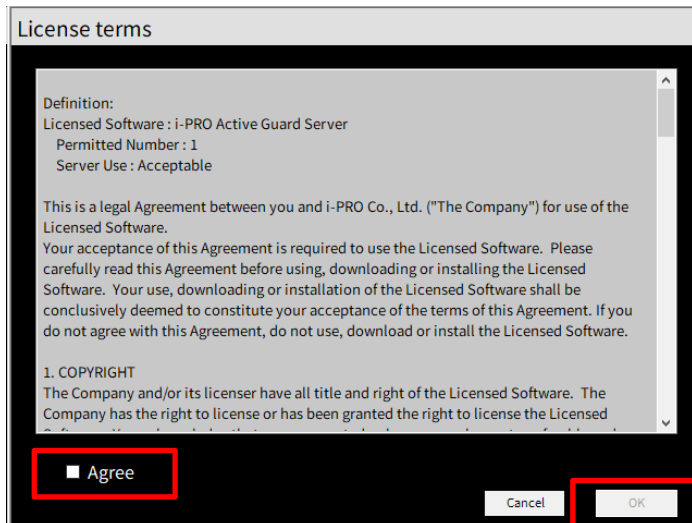 License terms
Definition:
Licensed Software : i-PRO Active Guard Server
Permitted Number : 1
Server Use : Acceptable
This is a legal Agreement between you and i-PRO Co., Ltd. ("The Company") for use of the
Licensed Software.
Your acceptance of this Agreement is required to use the Licensed Software.  Please
carefully read this Agreement before using, downloading or installing the Licensed
Software.  Your use, downloading or installation of the Licensed Software shall be
conclusively deemed to constitute your acceptance of the terms of this Agreement. If you
do not agree with this Agreement, do not use, download or install the Licensed Software.
1. COPYRIGHT
The Company and/or its licenser have all title and right of the Licensed Software.  The
Company has the right to license or has been granted the right to license the Licensed
Agree
Cancel
OK